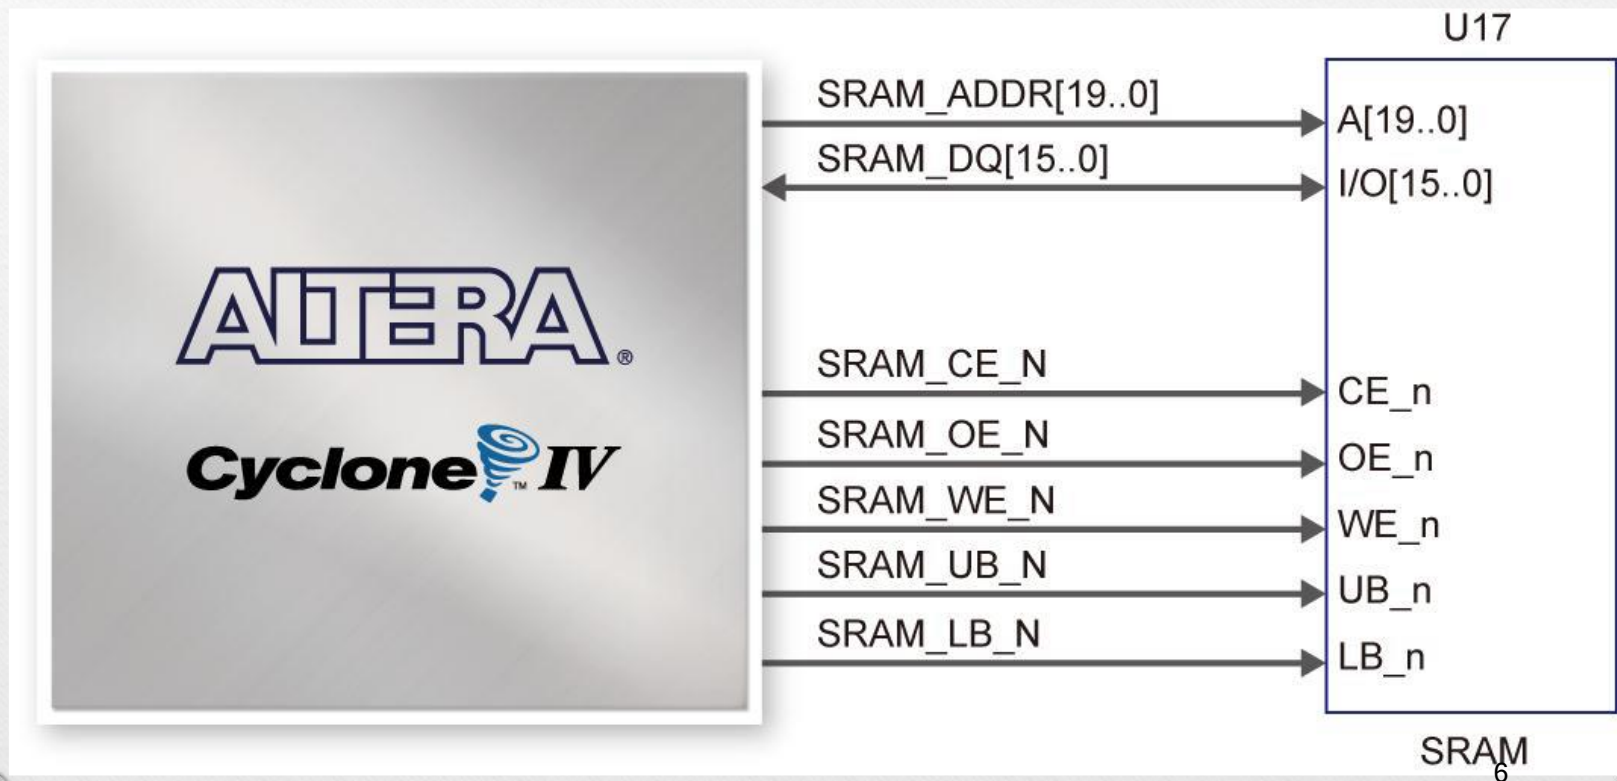 U17
SRAM_ADDR[19..0]
A[19..0]
SRAM_DQ[15..0]
I/O[15..0]
ALTERA®
Cyclone™ IV
SRAM_CE_N
CE_n
SRAM_OE_N
OE_n
SRAM_WE_N
WE_n
SRAM_UB_N
UB_n
SRAM_LB_N
LB_n
SRAM
6